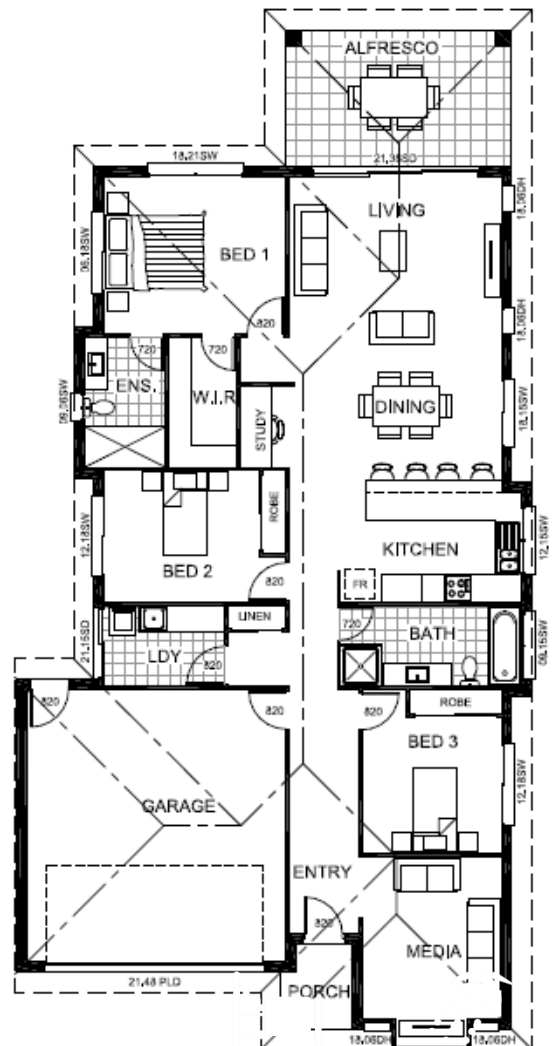 ALFRESCO
18.21SW
21.36SD
LIVING
18.06DH
06.18SW
BED 1
820
18.06DH
720
720
ENS.
W.I.R
09.06SW
STUDY
DINING
18.15SW
12.18SW
ROBE
BED 2
820
KITCHEN
12.15SW
FR
LINEN
21.15SD
LDY
820
720
BATH
09.15SW
820
820
820
ROBE
BED 3
12.18SW
GARAGE
ENTRY
820
MEDIA
21.48 PLD
PORCH
18.06DH
18.06DH